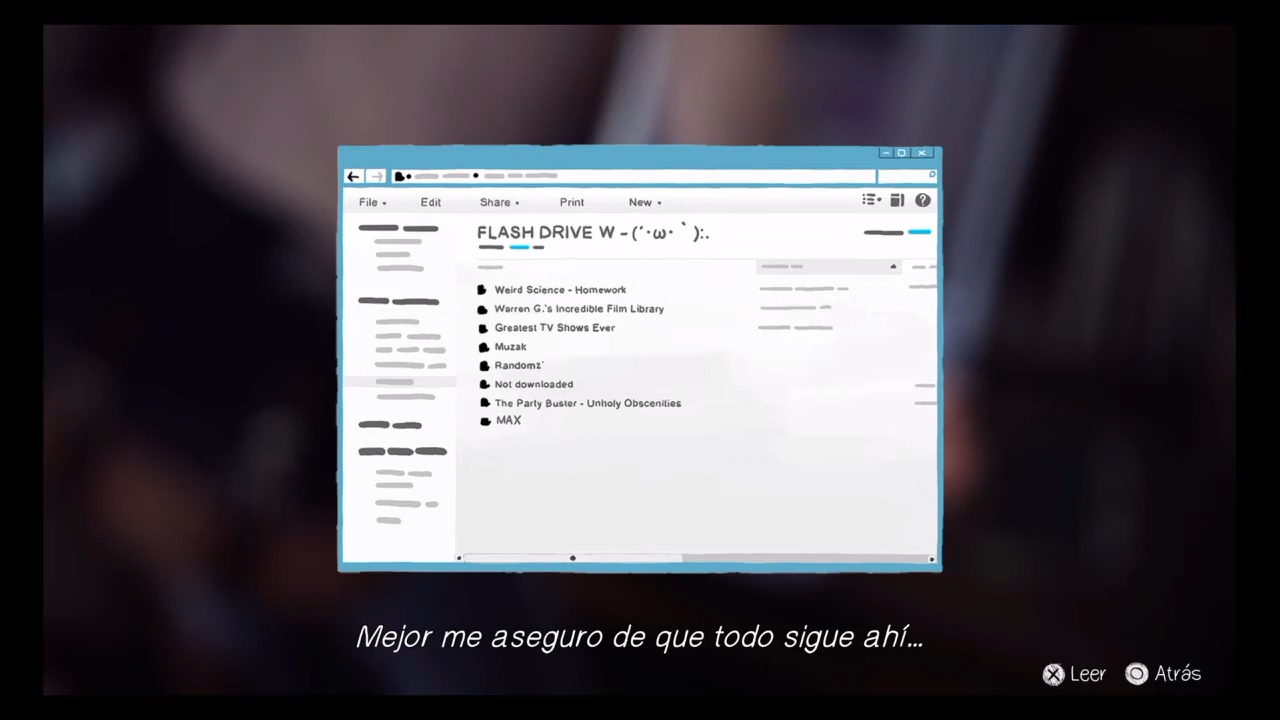 File
Edit
Share
Print
New
FLASH DRIVE W - (´・ω・`):.
Weird Science - Homework
Warren G.'s Incredible Film Library
Greatest TV Shows Ever
Muzak
Randomz'
Not downloaded
The Party Buster - Unholy Obscenities
MAX
Mejor me aseguro de que todo sigue ahí...
Leer
Atrás